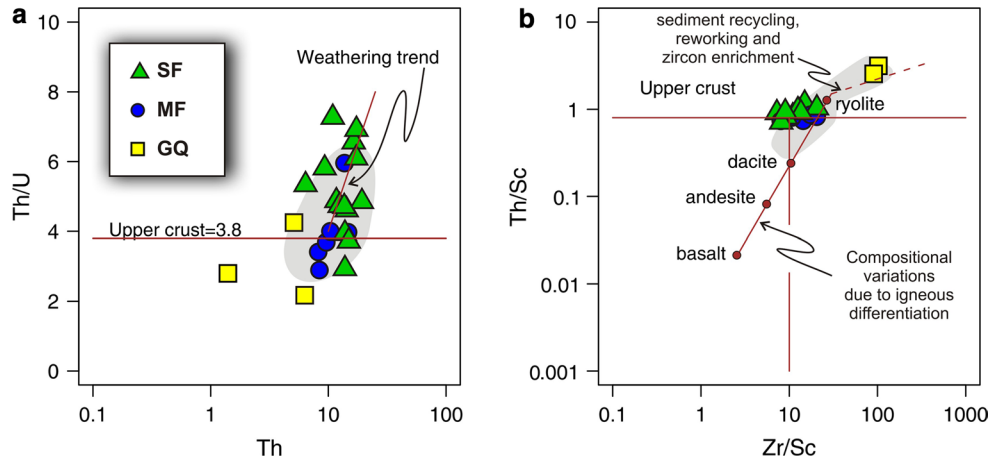 a
10
8
6
4
2
0
Th/U
SF
MF
GQ
Weathering trend
Upper crust=3.8
0.1
1
10
100
Th
b
10
1
0.1
0.01
0.001
Th/Sc
sediment recycling,
reworking and
zircon enrichment
Upper crust
ryolite
dacite
andesite
basalt
Compositional
variations
due to igneous
differentiation
0.1
1
10
100
1000
Zr/Sc